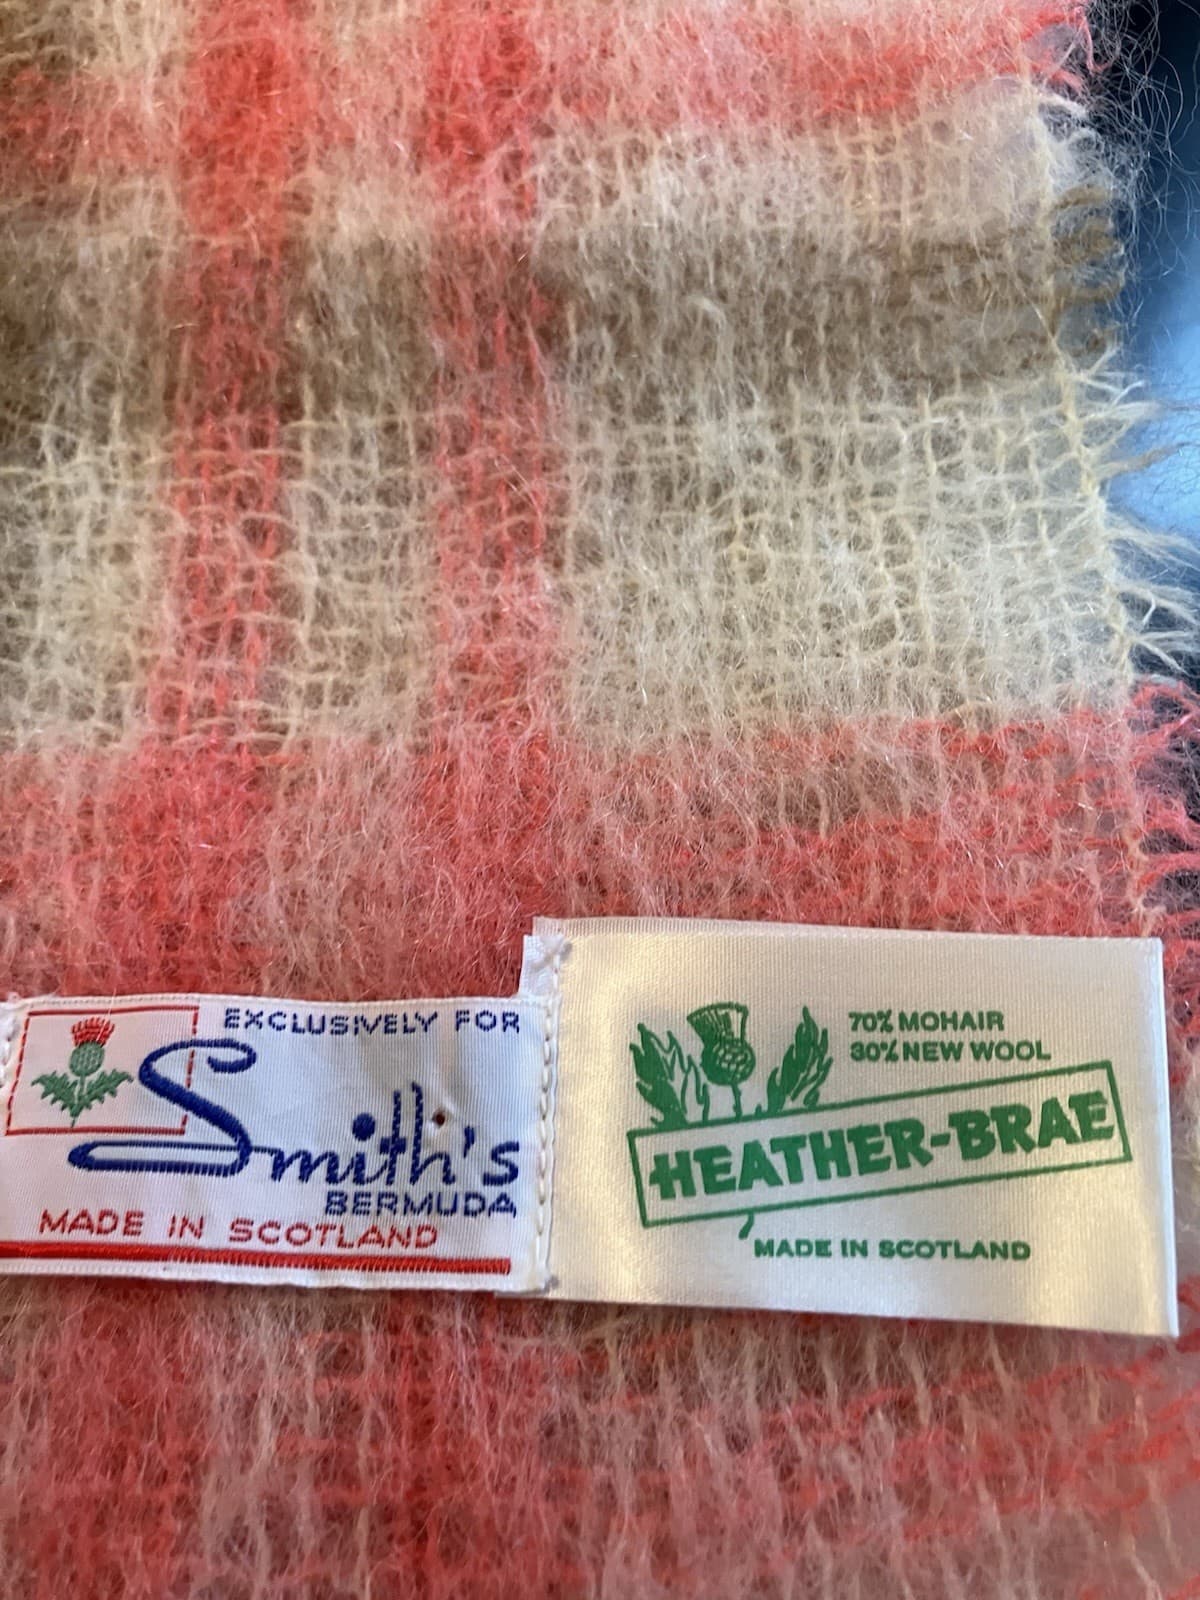 EXCLUSIVELY FOR
Smith's
BERMUDA
MADE IN SCOTLAND
70% MOHAIR
30% NEW WOOL
HEATHER-BRAE
MADE IN SCOTLAND